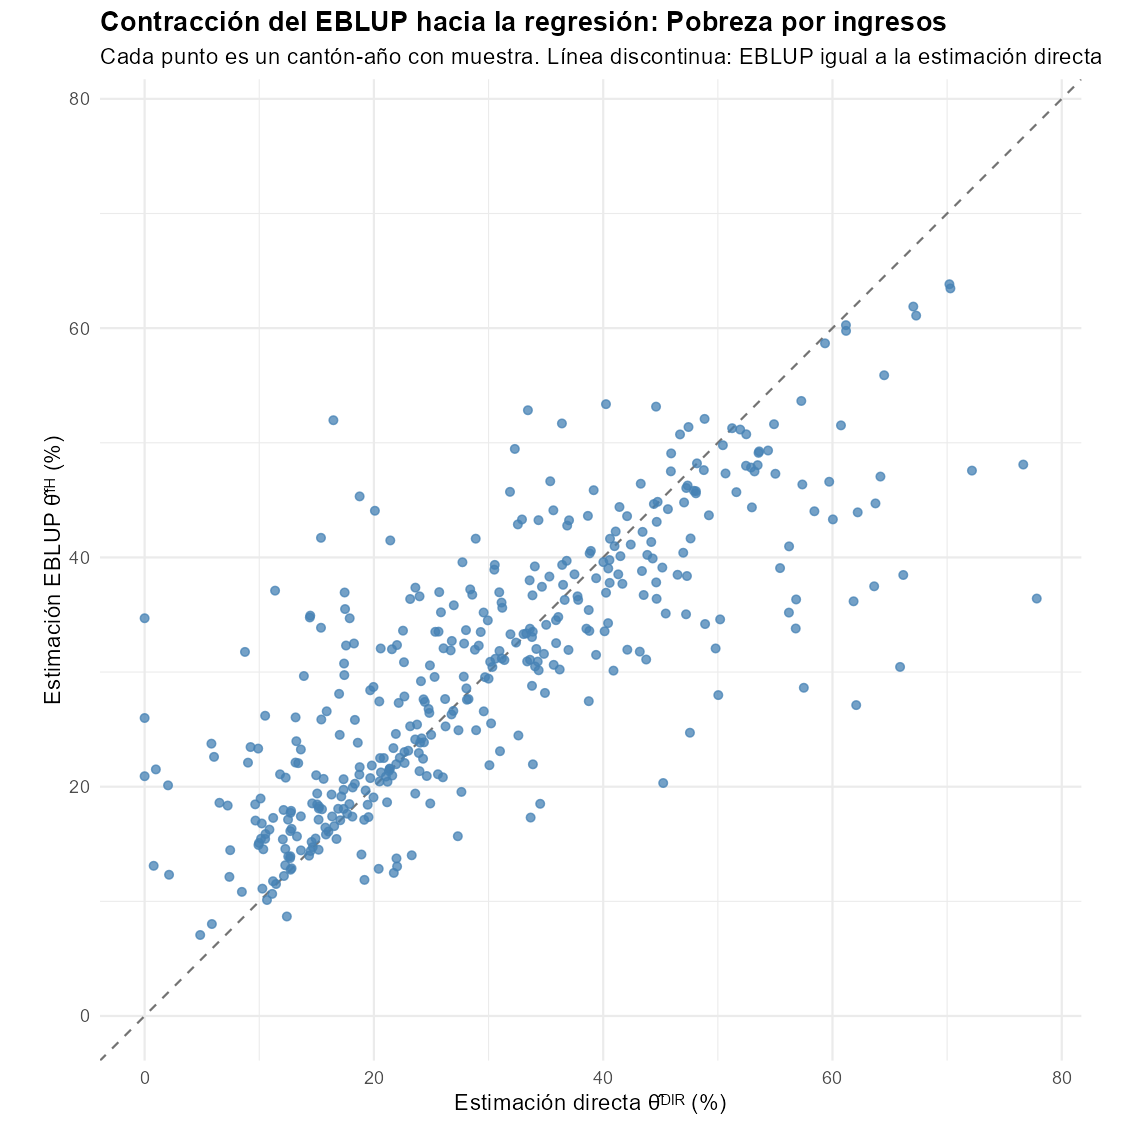 Contracción del EBLUP hacia la regresión: Pobreza por ingresos
Cada punto es un cantón-año con muestra. Línea discontinua: EBLUP igual a la estimación directa
80
60
40
20
0
Estimación EBLUP θ̂ᶠᴴ (%)
0 20 40 60 80
Estimación directa θ̂ᴰᴵᴿ (%)